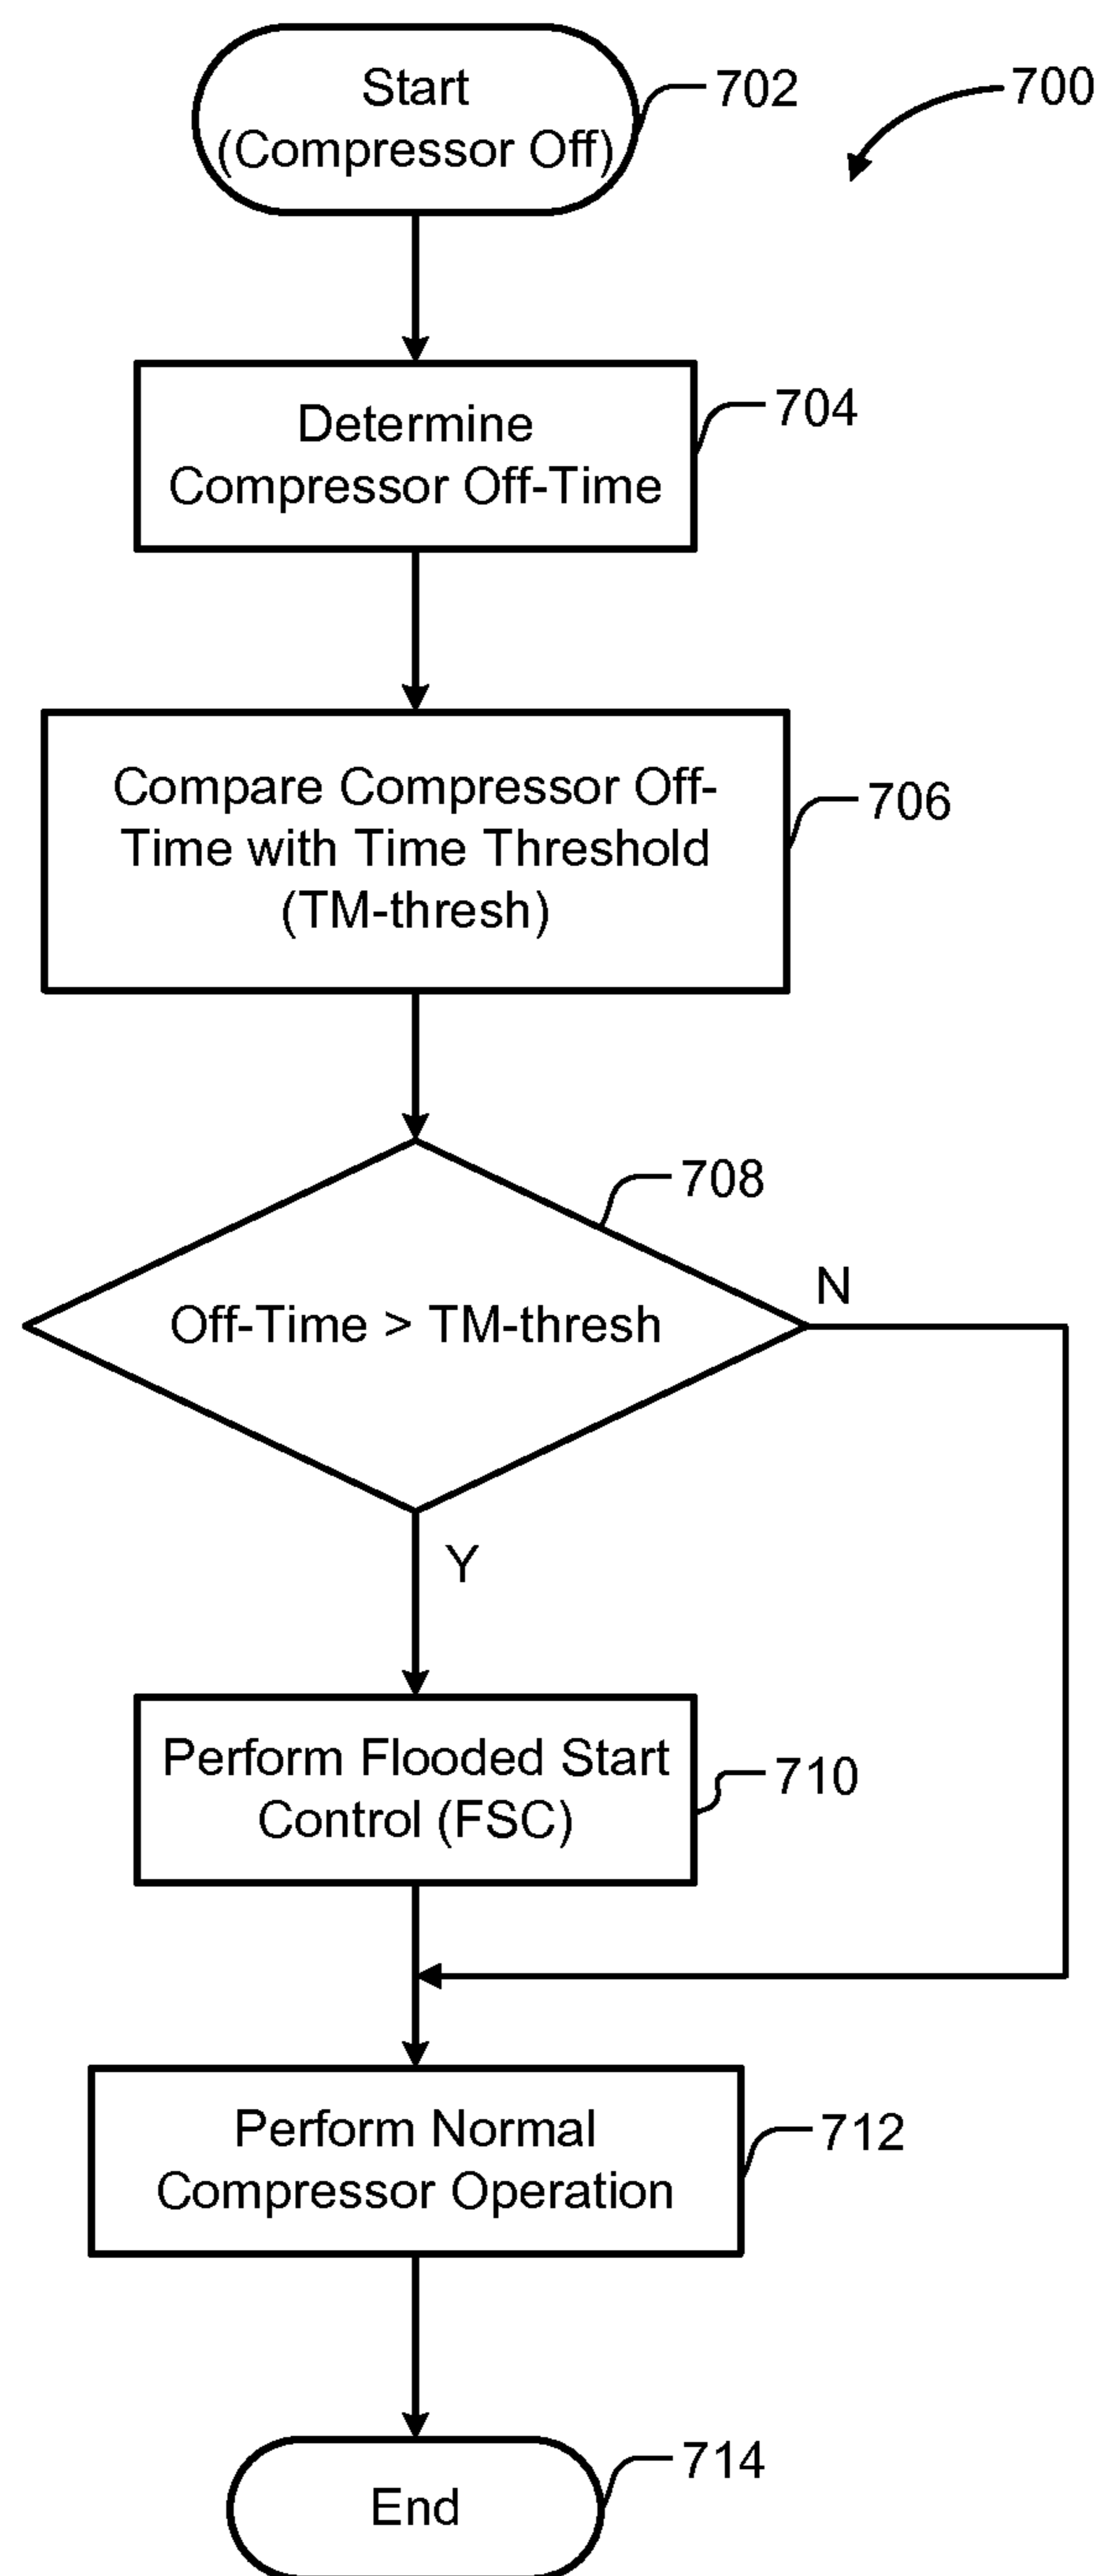 Start
(Compressor Off)
702
700
Determine
Compressor Off-Time
704
Compare Compressor Off-
Time with Time Threshold
(TM-thresh)
706
708
Off-Time > TM-thresh
N
Y
Perform Flooded Start
Control (FSC)
710
Perform Normal
Compressor Operation
712
End
714